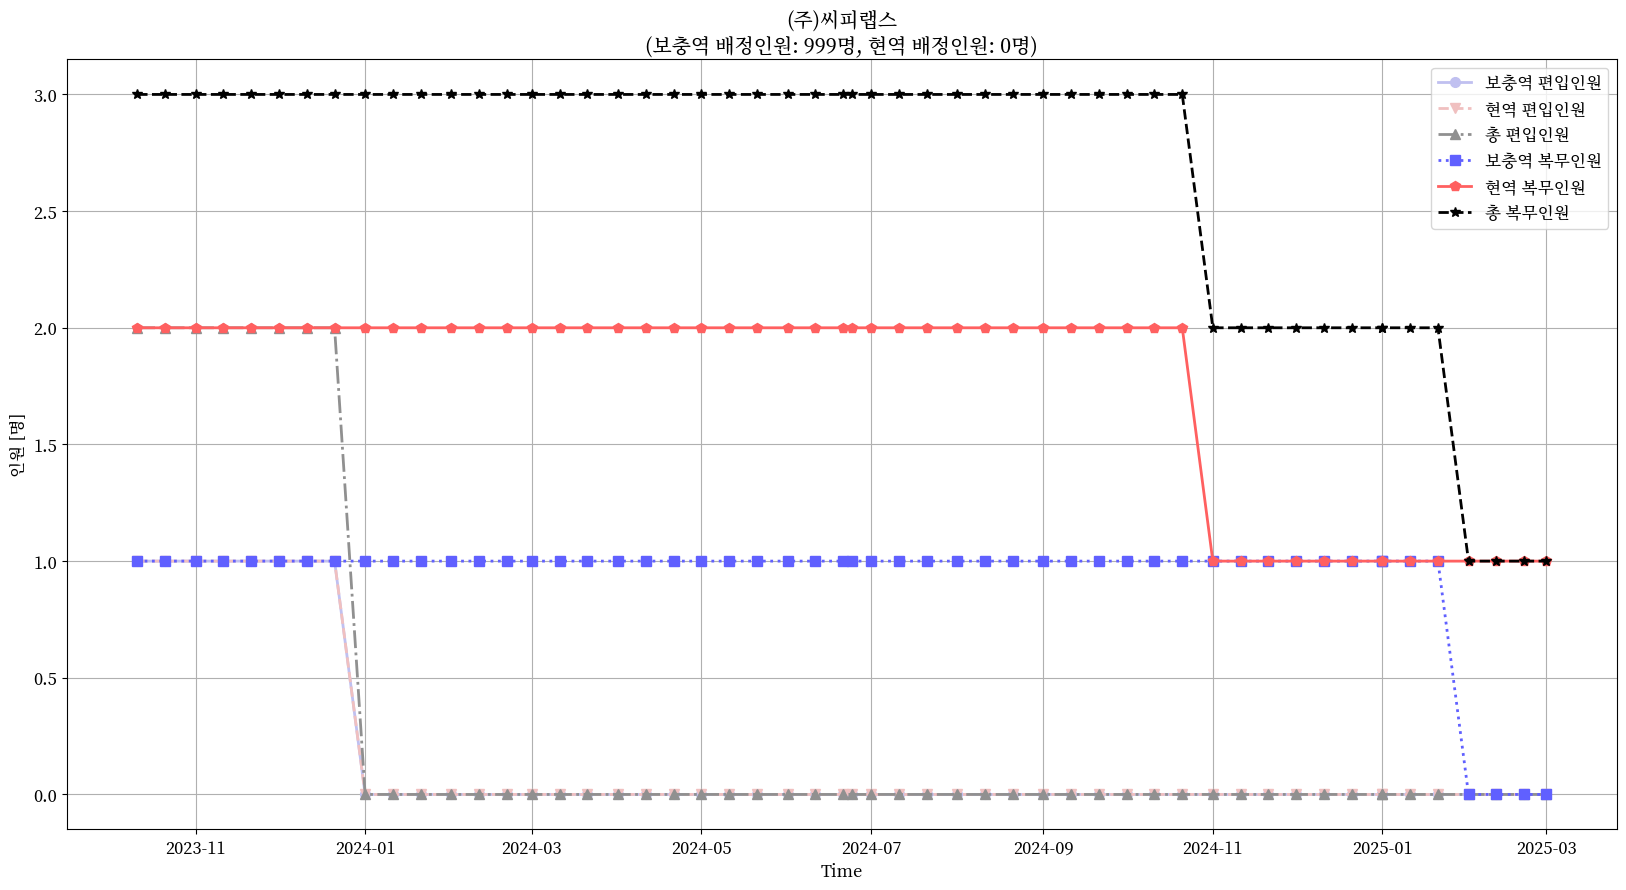 (주)씨피랩스
(보충역 배정인원: 999명, 현역 배정인원: 0명)
보충역 편입인원
현역 편입인원
총 편입인원
보충역 복무인원
현역 복무인원
총 복무인원
인원 [명]
3.0
2.5
2.0
1.5
1.0
0.5
0.0
2023-11
2024-01
2024-03
2024-05
2024-07
2024-09
2024-11
2025-01
2025-03
Time